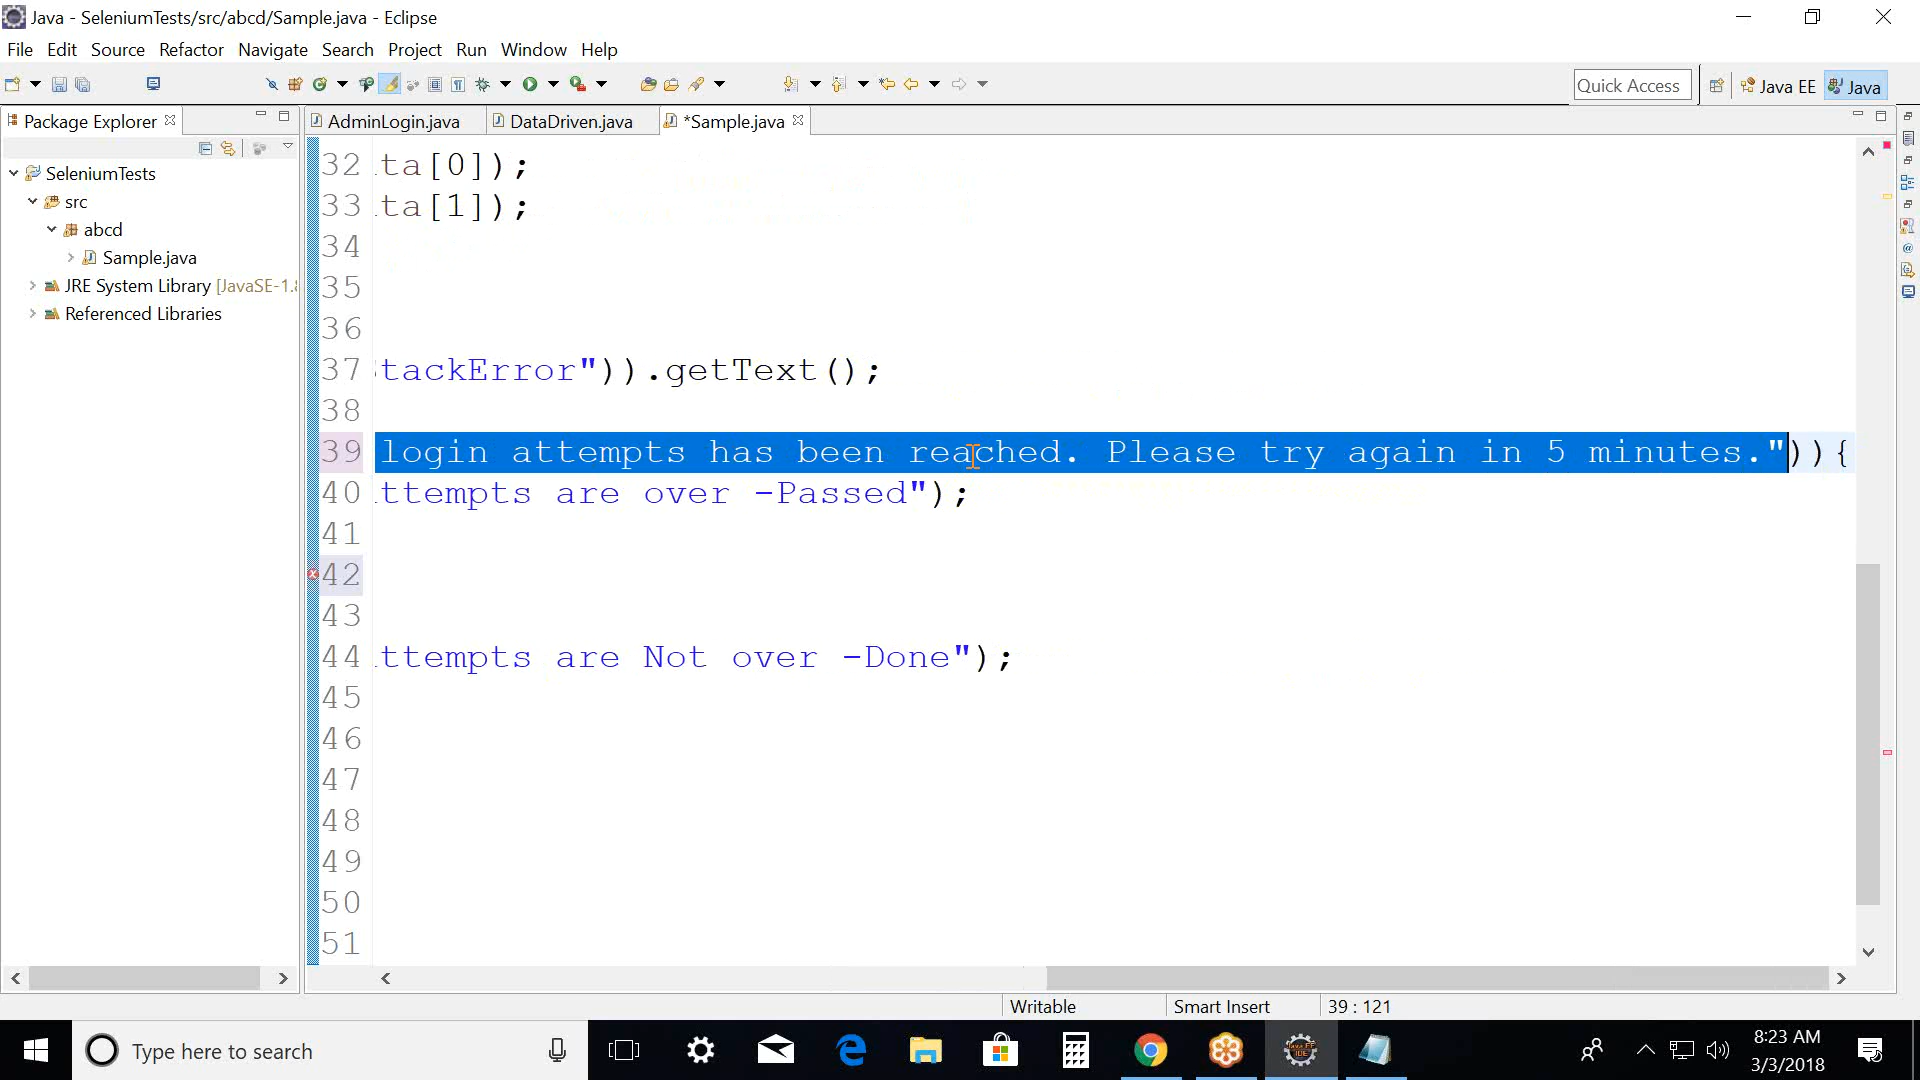 Java - SeleniumTests/src/abcd/Sample.java - Eclipse
File Edit Source Refactor Navigate Search Project Run Window Help
Quick Access
Java EE
Java
Package Explorer
AdminLogin.java
DataDriven.java
*Sample.java
SeleniumTests
src
abcd
Sample.java
JRE System Library [JavaSE-1.8
Referenced Libraries
32 ta[0]);
33 ta[1]);
34
35
36
37 tackError")).getText();
38
39 login attempts has been reached. Please try again in 5 minutes.")){
40 ttempts are over -Passed");
41
42
43
44 ttempts are Not over -Done");
45
46
47
48
49
50
51
Writable
Smart Insert
39 : 121
Type here to search
8:23 AM
3/3/2018